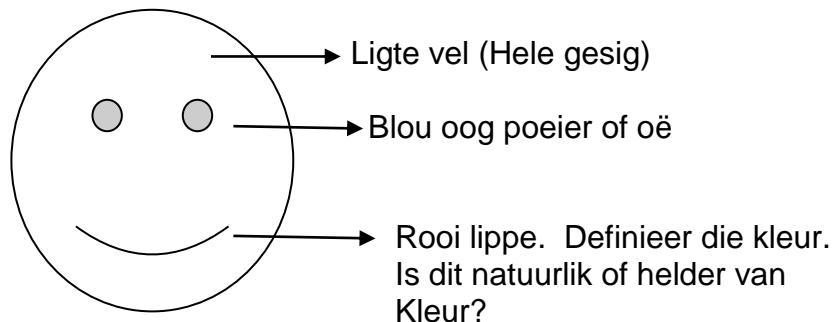 Ligte vel (Hele gesig)
Blou oog poeier of oë
Rooi lippe.  Definieer die kleur.
Is dit natuurlik of helder van
Kleur?